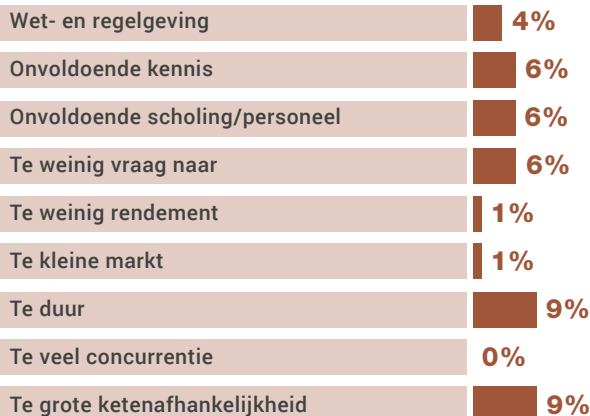 Wet- en regelgeving 4%
Onvoldoende kennis 6%
Onvoldoende scholing/personeel 6%
Te weinig vraag naar 6%
Te weinig rendement 1%
Te kleine markt 1%
Te duur 9%
Te veel concurrentie 0%
Te grote ketenafhankelijkheid 9%